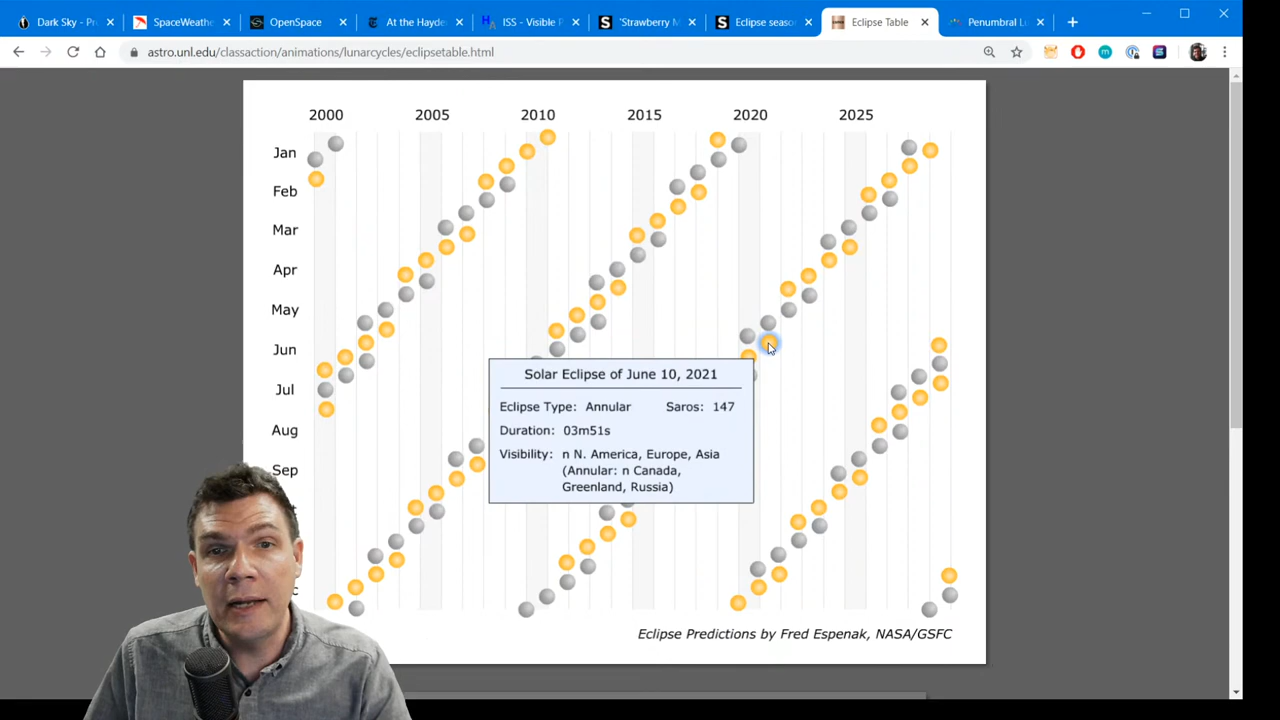 Dark Sky - Pr
SpaceWeathe
OpenSpace
At the Hayde
ISS - Visible P
'Strawberry M
Eclipse seaso
Eclipse Table
Penumbral L
astro.unl.edu/classaction/animations/lunarcycles/eclipsetable.html
2000 2005 2010 2015 2020 2025
Jan
Feb
Mar
Apr
May
Jun
Jul
Aug
Sep
c
Solar Eclipse of June 10, 2021
Eclipse Type: Annular Saros: 147
Duration: 03m51s
Visibility: n N. America, Europe, Asia
(Annular: n Canada,
Greenland, Russia)
Eclipse Predictions by Fred Espenak, NASA/GSFC